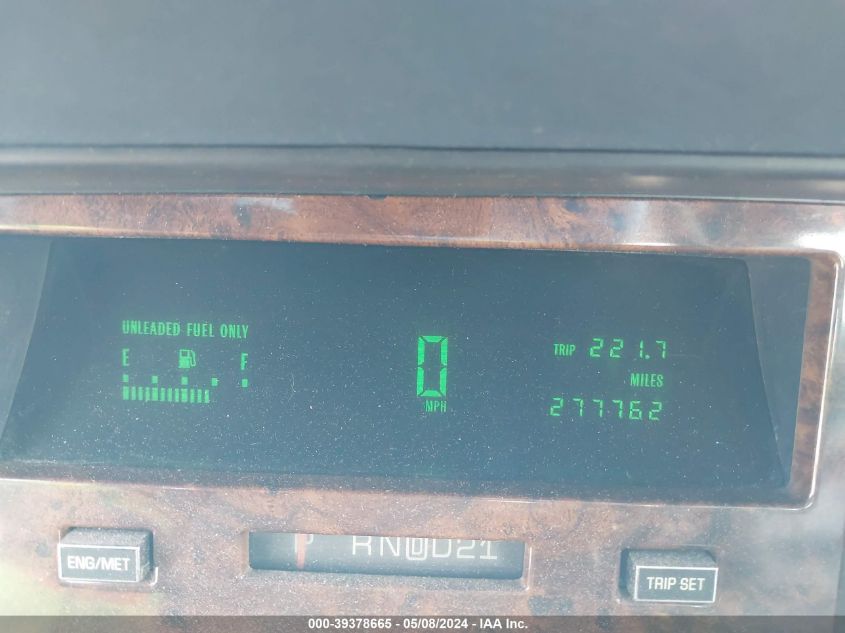 UNLEADED FUEL ONLY
E F
0
MPH
TRIP 221.7
MILES
277762
ENG/MET
P RN D21
TRIP SET
000-39378665 - 05/08/2024 - IAA Inc.